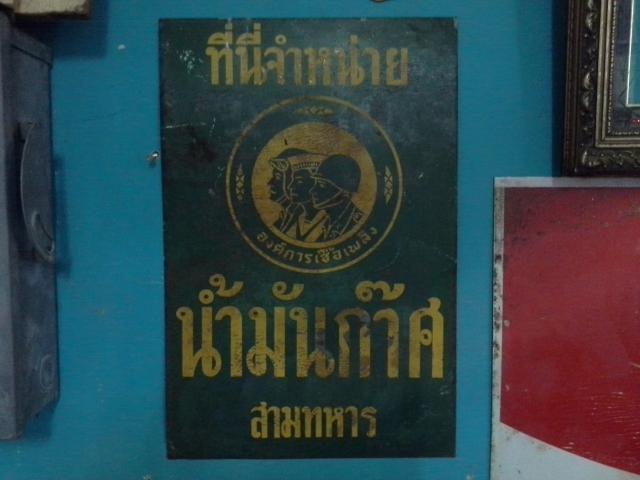 ที่นี่จำหน่าย
องค์การเชื้อเพลิง
น้ำมันก๊าศ
สามทหาร